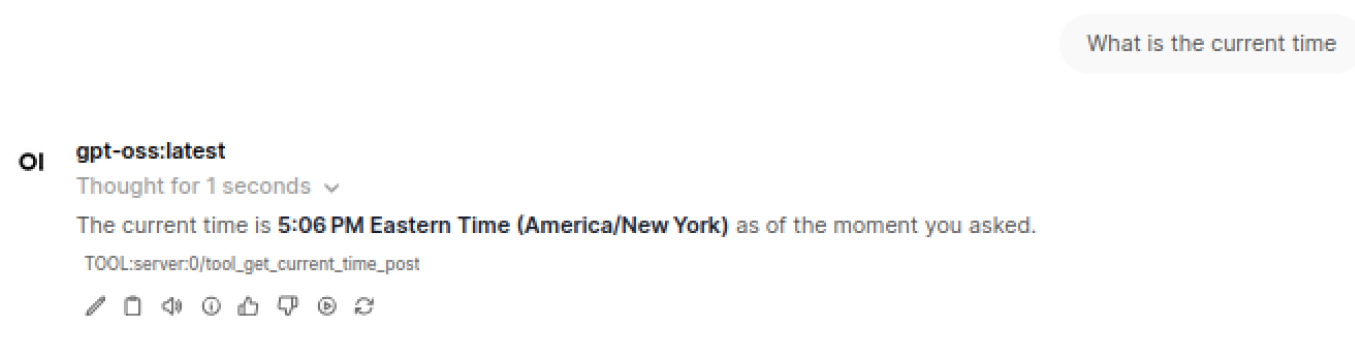 What is the current time
OI
gpt-oss:latest
Thought for 1 seconds
The current time is 5:06 PM Eastern Time (America/New York) as of the moment you asked.
TOOL:server:0/tool_get_current_time_post